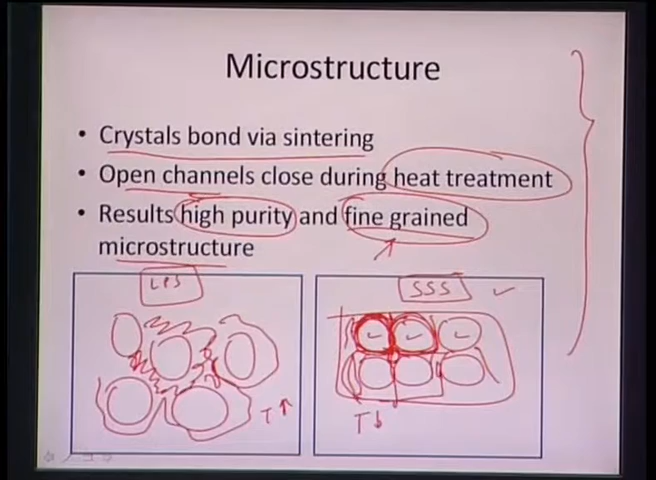 Microstructure
• Crystals bond via sintering
• Open channels close during heat treatment
• Results high purity and fine grained
microstructure
LPS
SSS
T↑
T↓